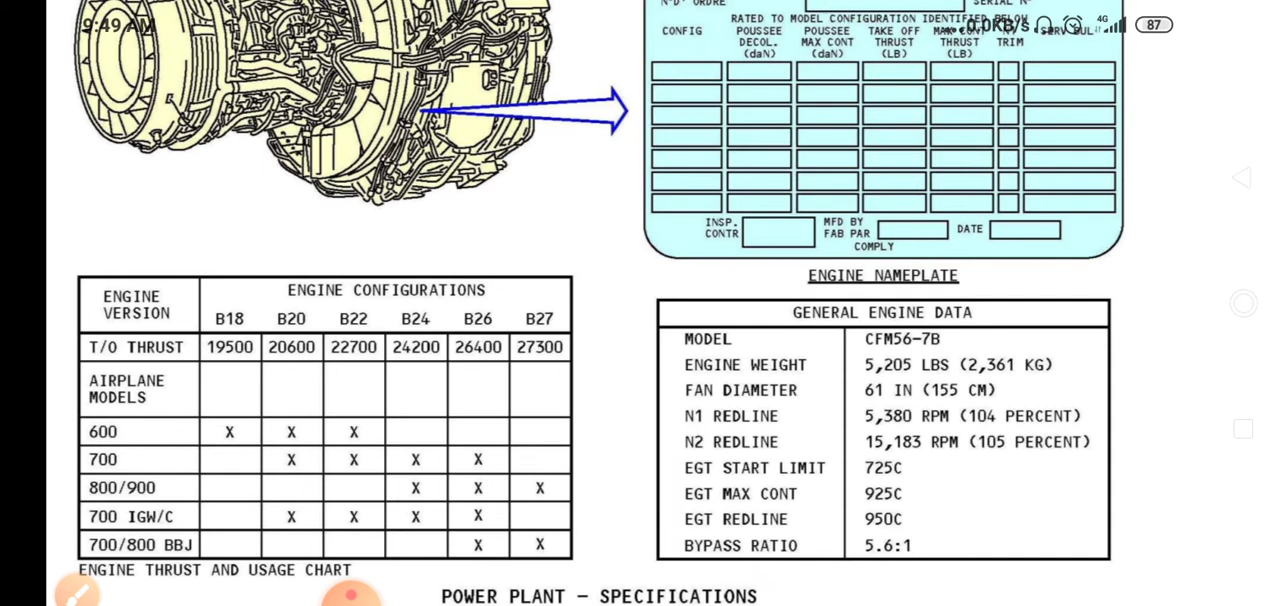 N°D' ORDRE
SERIAL N°
9:49 AM
0.0KB/s
4G
87
RATED TO MODEL CONFIGURATION IDENTIFIED BELOW
CONFIG
POUSSEE DECOL. (daN)
POUSSEE MAX CONT (daN)
TAKE OFF THRUST (LB)
MAX CONT THRUST (LB)
TRIM
SERV BUL
INSP. CONTR
MFD BY
FAB PAR
DATE
COMPLY
ENGINE NAMEPLATE
ENGINE VERSION
ENGINE CONFIGURATIONS
B18 B20 B22 B24 B26 B27
T/O THRUST 19500 20600 22700 24200 26400 27300
AIRPLANE MODELS
600 X X X
700 X X X X
800/900 X X X
700 IGW/C X X X X
700/800 BBJ X X
ENGINE THRUST AND USAGE CHART
GENERAL ENGINE DATA
MODEL CFM56-7B
ENGINE WEIGHT 5,205 LBS (2,361 KG)
FAN DIAMETER 61 IN (155 CM)
N1 REDLINE 5,380 RPM (104 PERCENT)
N2 REDLINE 15,183 RPM (105 PERCENT)
EGT START LIMIT 725C
EGT MAX CONT 925C
EGT REDLINE 950C
BYPASS RATIO 5.6:1
POWER PLANT - SPECIFICATIONS